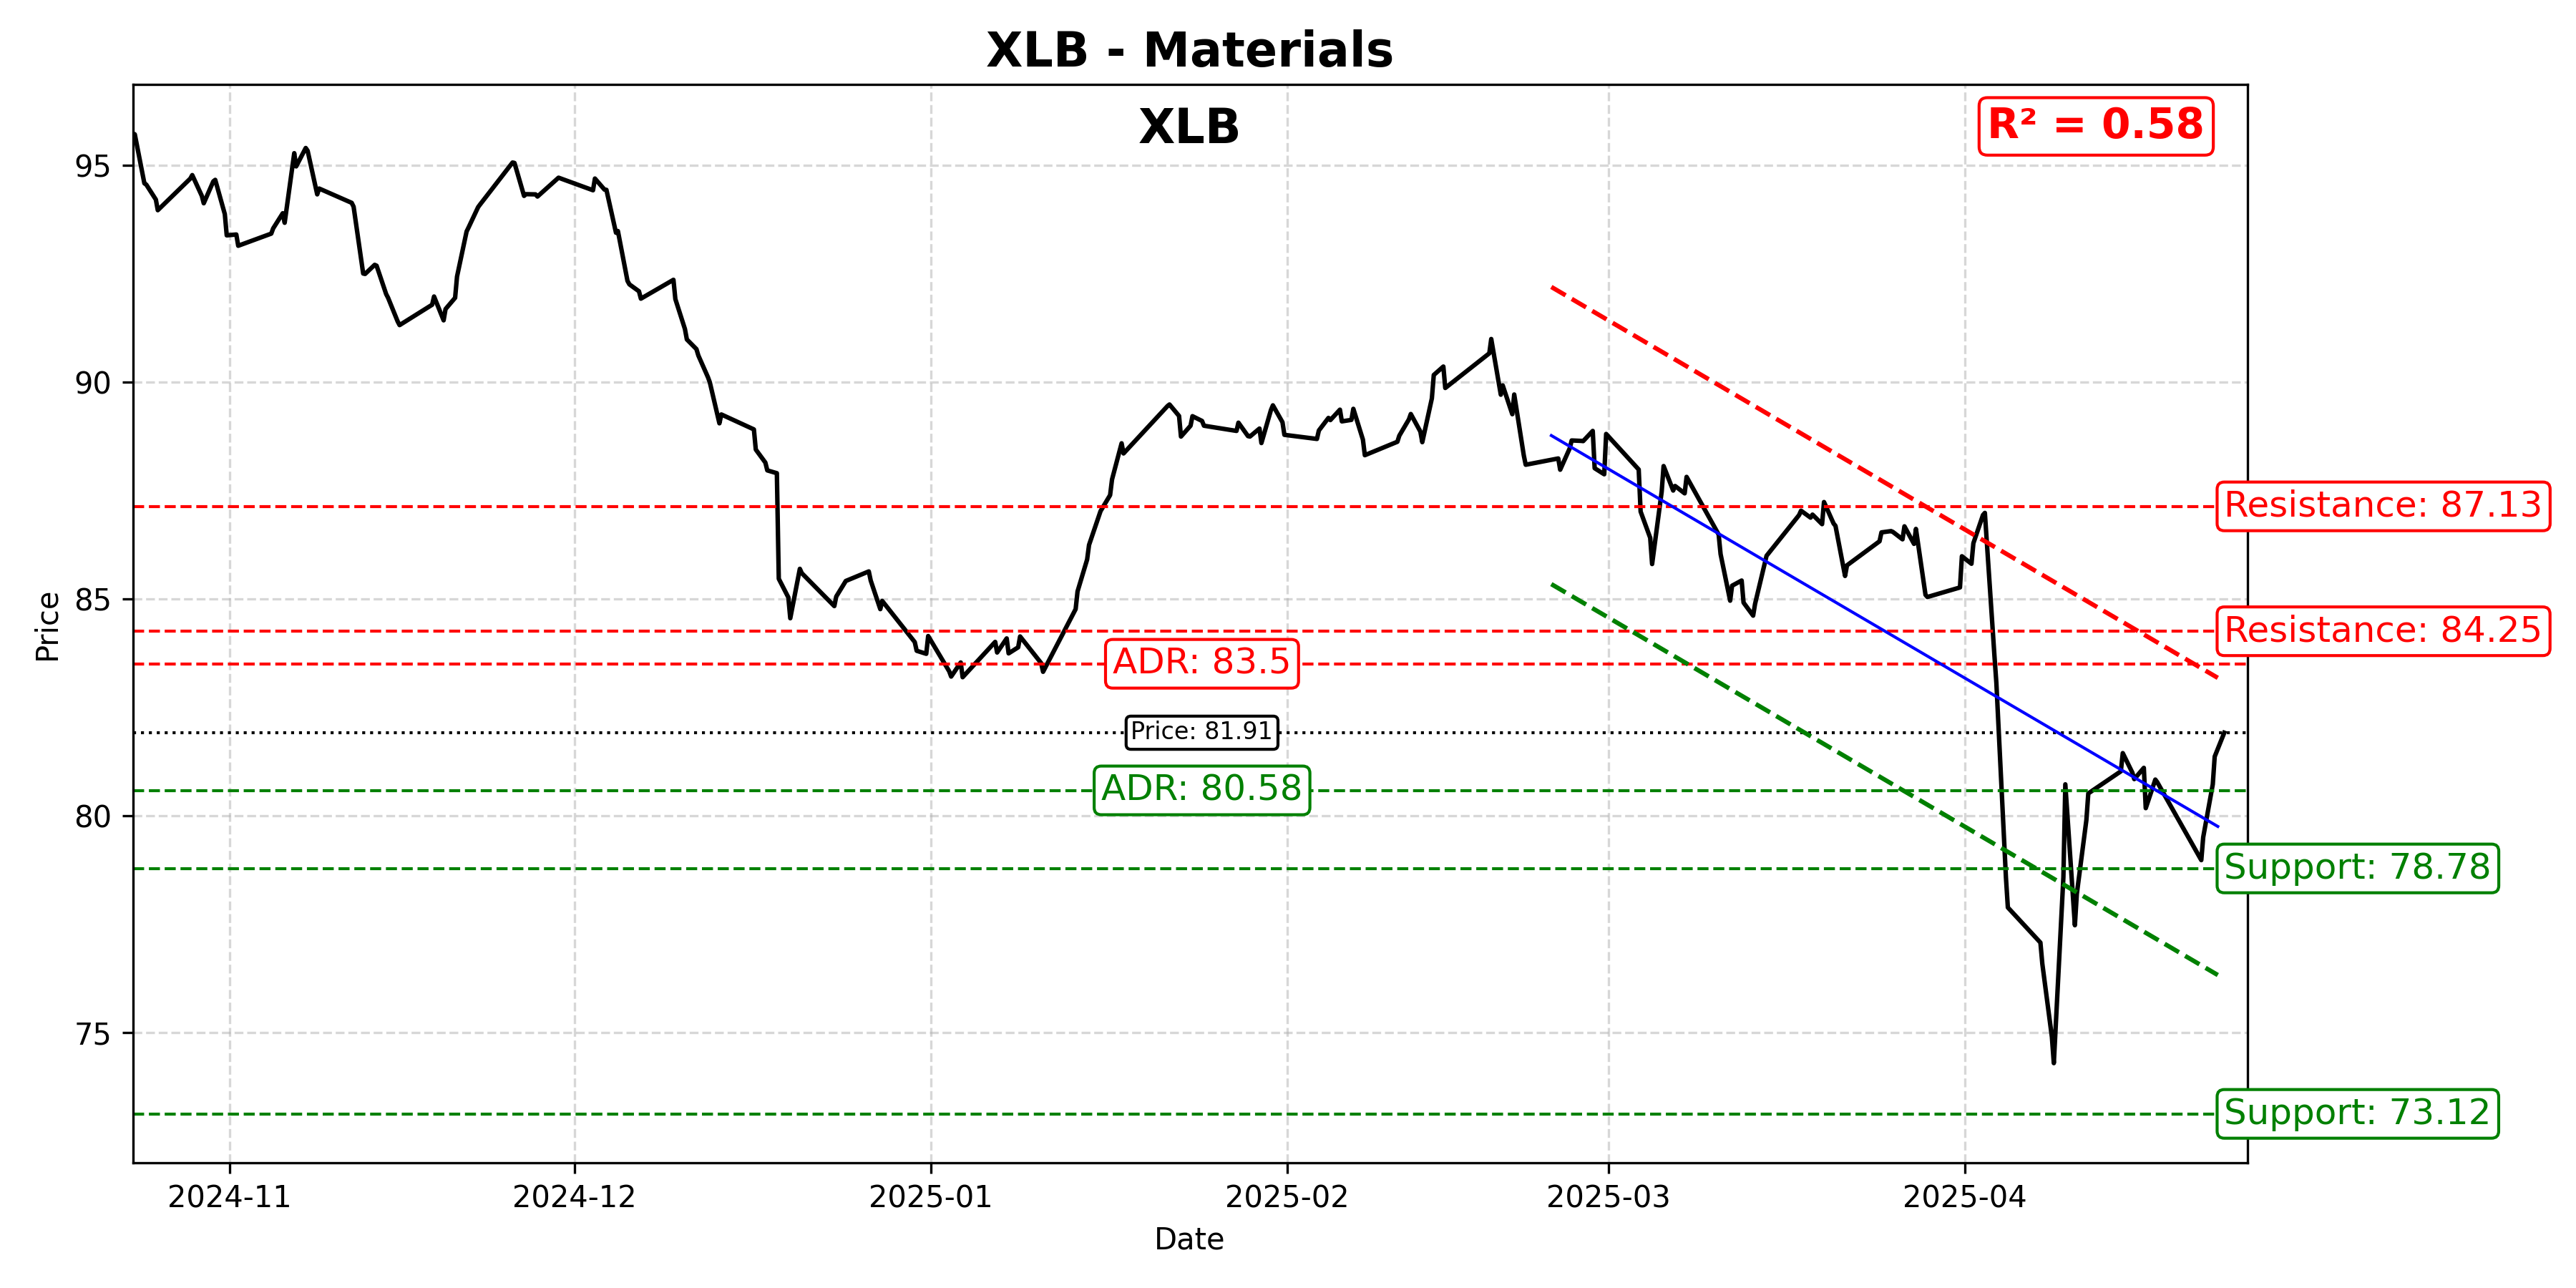 XLB - Materials
XLB
R² = 0.58
95
90
85
80
75
Price
Resistance: 87.13
Resistance: 84.25
ADR: 83.5
Price: 81.91
ADR: 80.58
Support: 78.78
Support: 73.12
2024-11
2024-12
2025-01
2025-02
2025-03
2025-04
Date